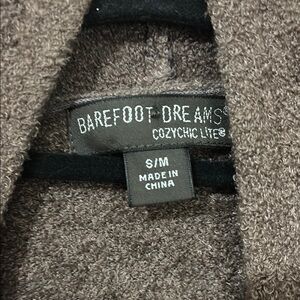 BAREFOOT DREAMS®
COZYCHIC LITE®
S/M
MADE IN
CHINA